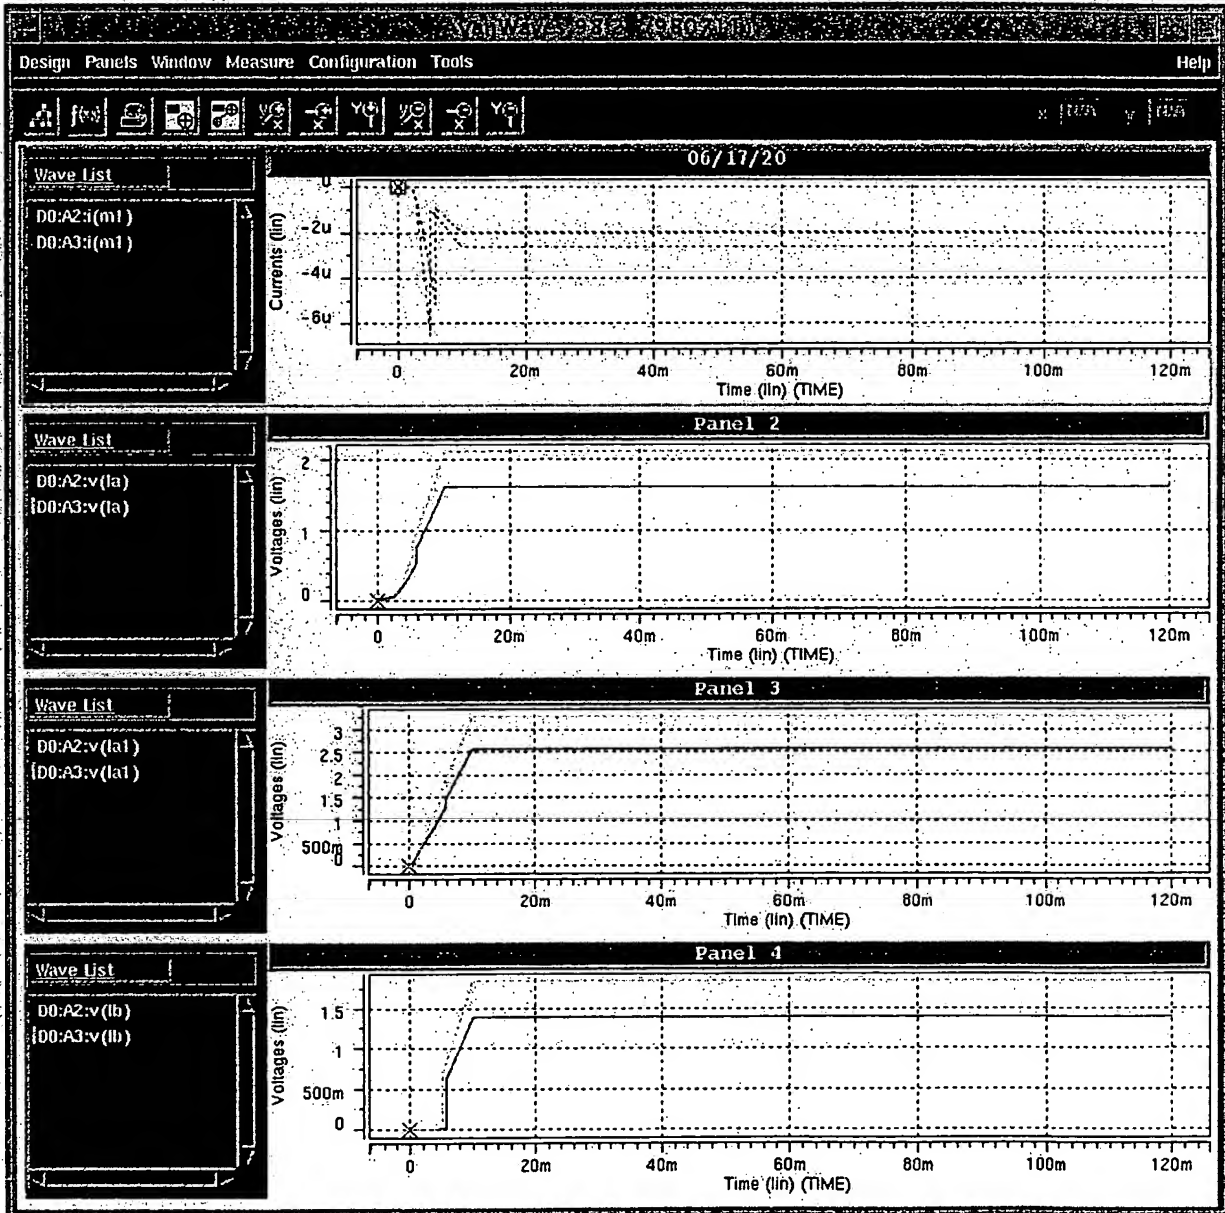 Design Panels Window Measure Configuration Tools Help
f(x)
06/17/20
Wave List
D0:A2:i(m1)
D0:A3:i(m1)
Currents (lin)
0
-2u
-4u
-6u
0 20m 40m 60m 80m 100m 120m
Time (lin) (TIME)
Panel 2
Wave List
D0:A2:v(la)
D0:A3:v(la)
Voltages (lin)
2
1
0
0 20m 40m 60m 80m 100m 120m
Time (lin) (TIME)
Panel 3
Wave List
D0:A2:v(la1)
D0:A3:v(la1)
Voltages (lin)
3
2.5
2
1.5
1
500m
0
0 20m 40m 60m 80m 100m 120m
Time (lin) (TIME)
Panel 4
Wave List
D0:A2:v(lb)
D0:A3:v(lb)
Voltages (lin)
1.5
1
500m
0
0 20m 40m 60m 80m 100m 120m
Time (lin) (TIME)